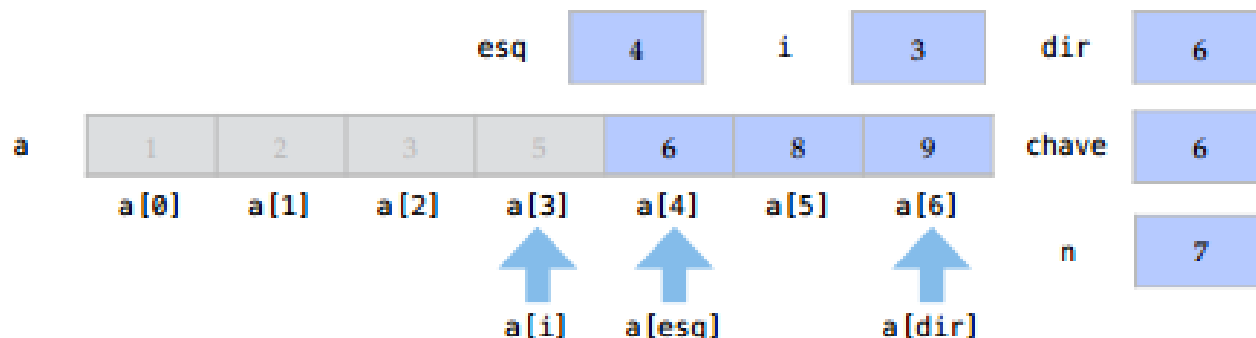 esq 4 i 3 dir 6
a 1 2 3 5 6 8 9 chave 6
a[0] a[1] a[2] a[3] a[4] a[5] a[6]
n 7
a[i] a[esq] a[dir]